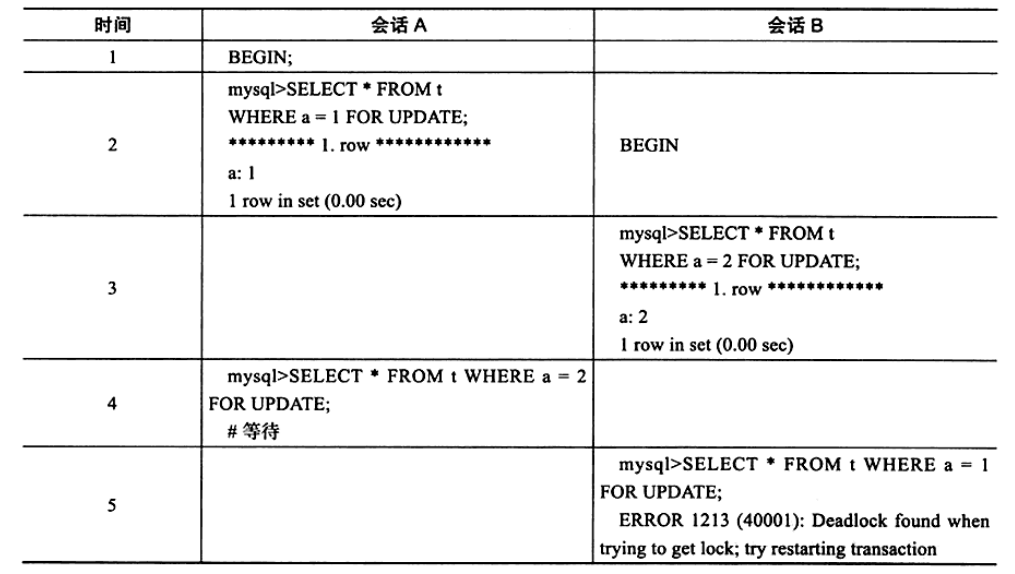 时间 会话 A 会话 B
1 BEGIN;
mysql>SELECT * FROM t
WHERE a = 1 FOR UPDATE;
********* 1. row ************
a: 1
1 row in set (0.00 sec)
2
BEGIN
3
mysql>SELECT * FROM t
WHERE a = 2 FOR UPDATE;
********* 1. row ************
a: 2
1 row in set (0.00 sec)
4
mysql>SELECT * FROM t WHERE a = 2
FOR UPDATE;
# 等待
5
mysql>SELECT * FROM t WHERE a = 1
FOR UPDATE;
ERROR 1213 (40001): Deadlock found when
trying to get lock; try restarting transaction